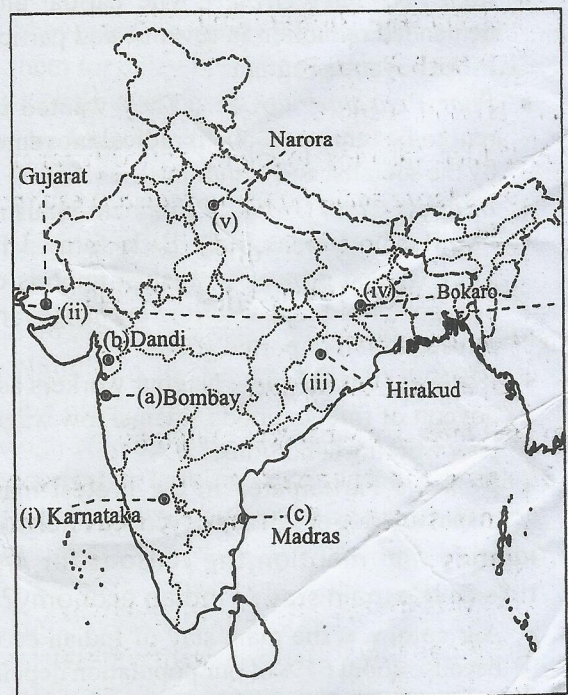 Narora
Gujarat
(v)
(ii)
(iv)
Bokaro
(b)Dandi
(iii)
Hirakud
(a)Bombay
(i) Karnataka
(c)
Madras